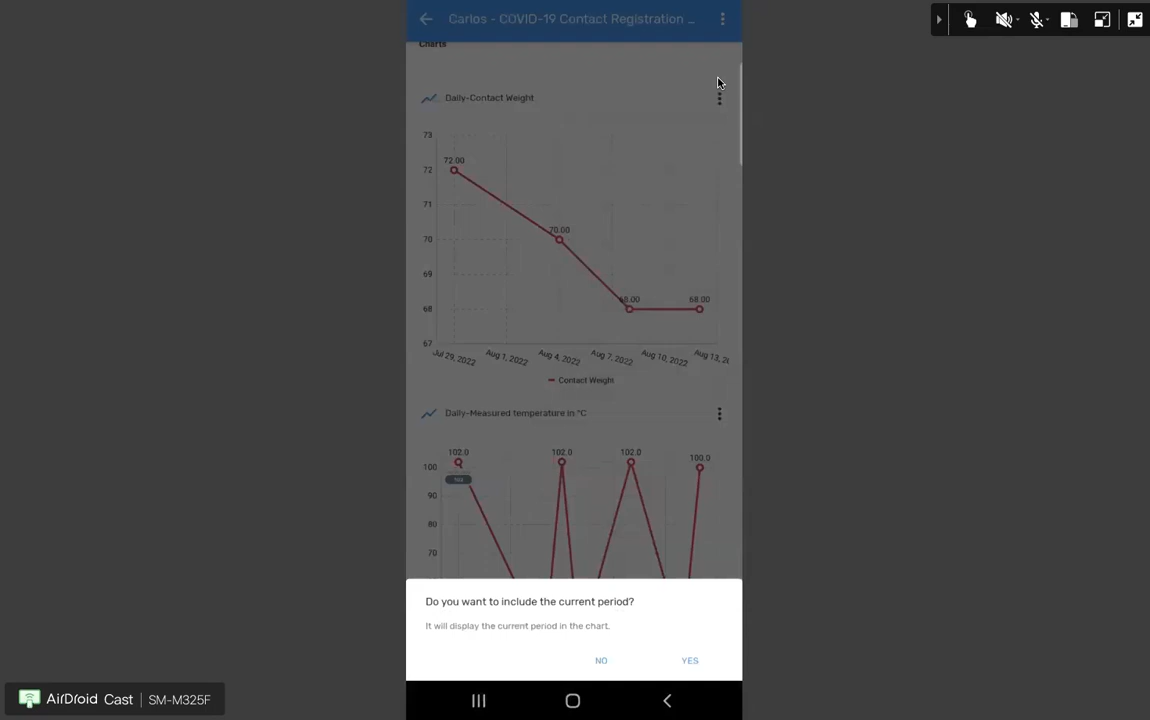 Carlos - COVID-19 Contact Registration ...
Charts
Daily-Contact Weight
73
72.00
72
71
70.00
70
69
68.00 68.00
68
67
Jul 29, 2022 Aug 1, 2022 Aug 4, 2022 Aug 7, 2022 Aug 10, 2022 Aug 13, 2
Contact Weight
Daily-Measured temperature in °C
102.0 102.0 102.0 100.0
100
90
80
70
Do you want to include the current period?
It will display the current period in the chart.
NO YES
AirDroid Cast | SM-M325F